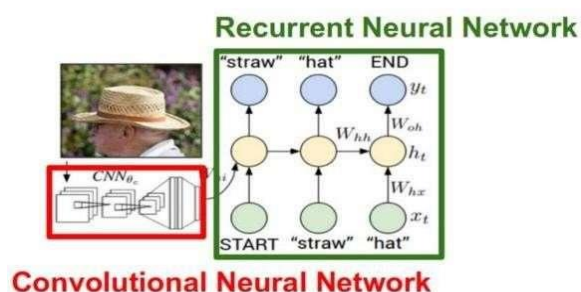 Recurrent Neural Network
"straw" "hat" END
y_t
W_hh W_oh
h_t
CNN_θc
W_hx
x_t
START "straw" "hat"
Convolutional Neural Network